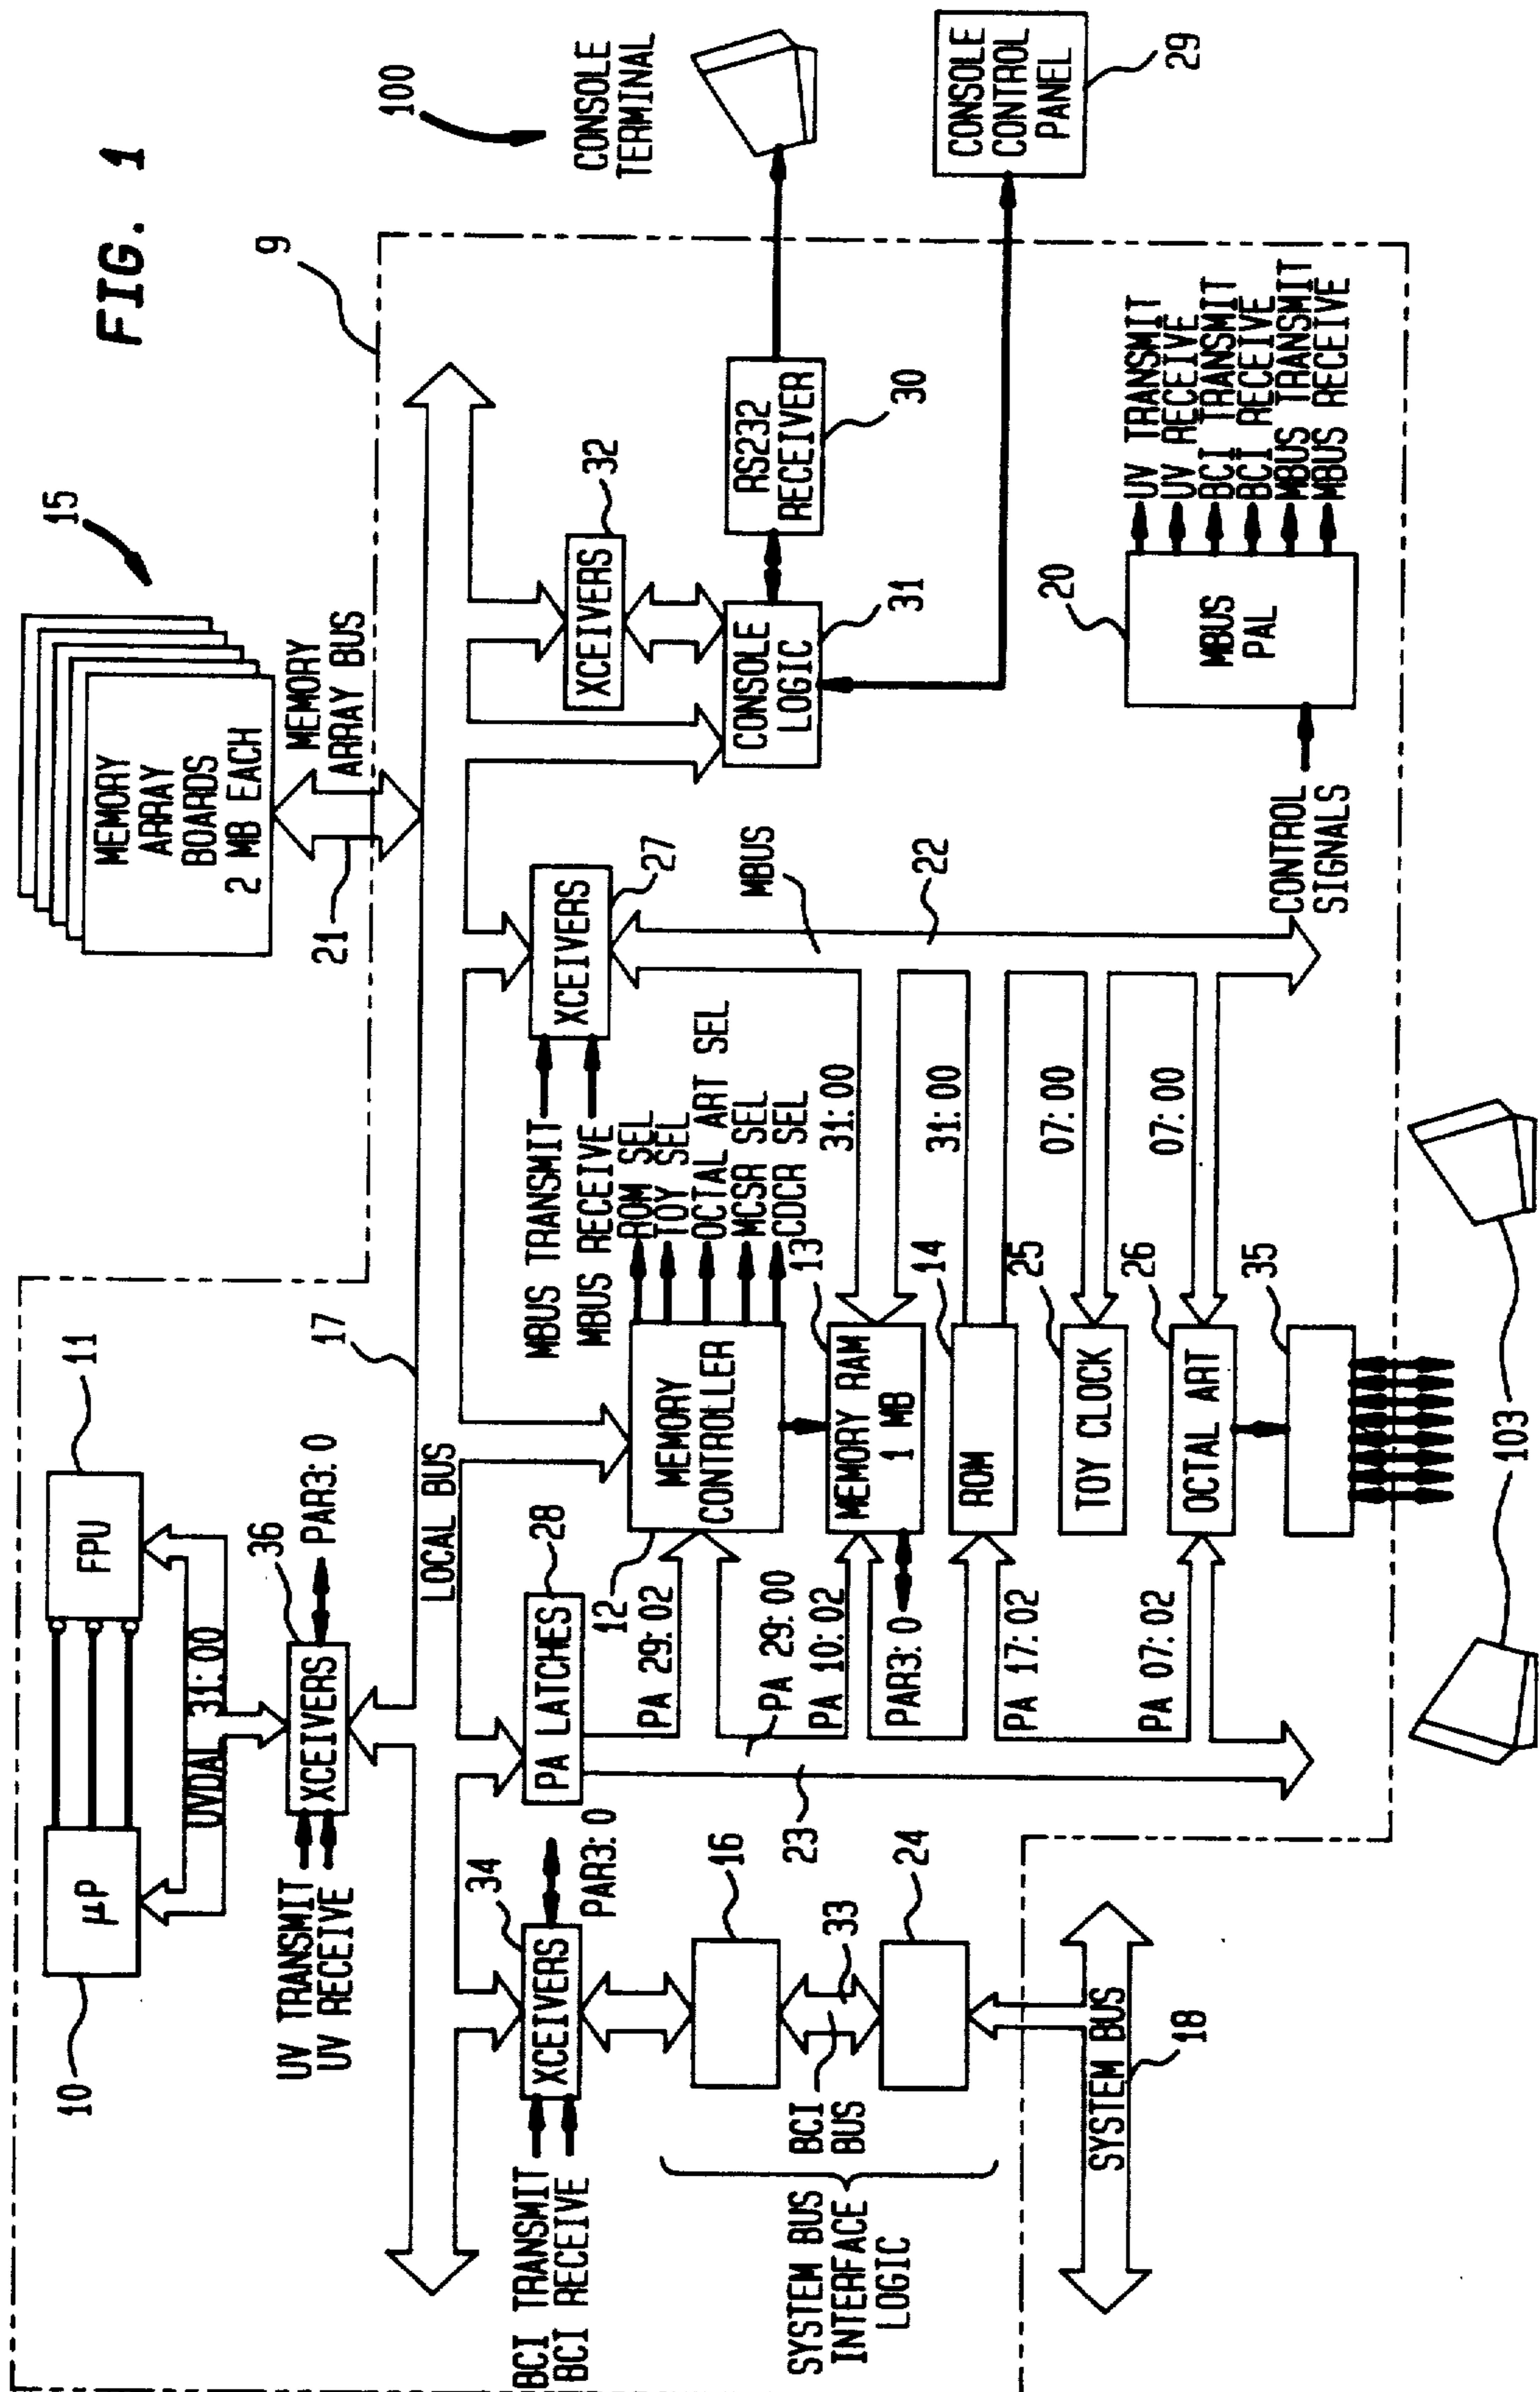 FIG. 1
100
15
9
MEMORY
ARRAY
BOARDS
2 MB EACH
MEMORY
ARRAY BUS
21
10
μP
11
FPU
UVDAL 31:00
36
XCEIVERS
PAR3:0
UV TRANSMIT
UV RECEIVE
17
LOCAL BUS
CONSOLE
TERMINAL
34
XCEIVERS
PAR3:0
BCI TRANSMIT
BCI RECEIVE
28
PA LATCHES
27
XCEIVERS
MBUS TRANSMIT
MBUS RECEIVE
32
XCEIVERS
ROM SEL
TOY SEL
OCTAL ART SEL
MCSR SEL
CDCR SEL
12
MEMORY
CONTROLLER
PA 29:02
PA 29:00
MBUS
22
31
CONSOLE
LOGIC
30
RS232
RECEIVER
29
CONSOLE
CONTROL
PANEL
16
BCI
BUS
33
24
SYSTEM BUS
INTERFACE
LOGIC
23
13
MEMORY RAM
1 MB
PA 10:02
PAR3:0
31:00
14
ROM
PA 17:02
31:00
25
TOY CLOCK
07:00
26
OCTAL ART
PA 07:02
07:00
35
20
MBUS
PAL
CONTROL
SIGNALS
UV TRANSMIT
UV RECEIVE
BCI TRANSMIT
BCI RECEIVE
MBUS TRANSMIT
MBUS RECEIVE
SYSTEM BUS
18
103